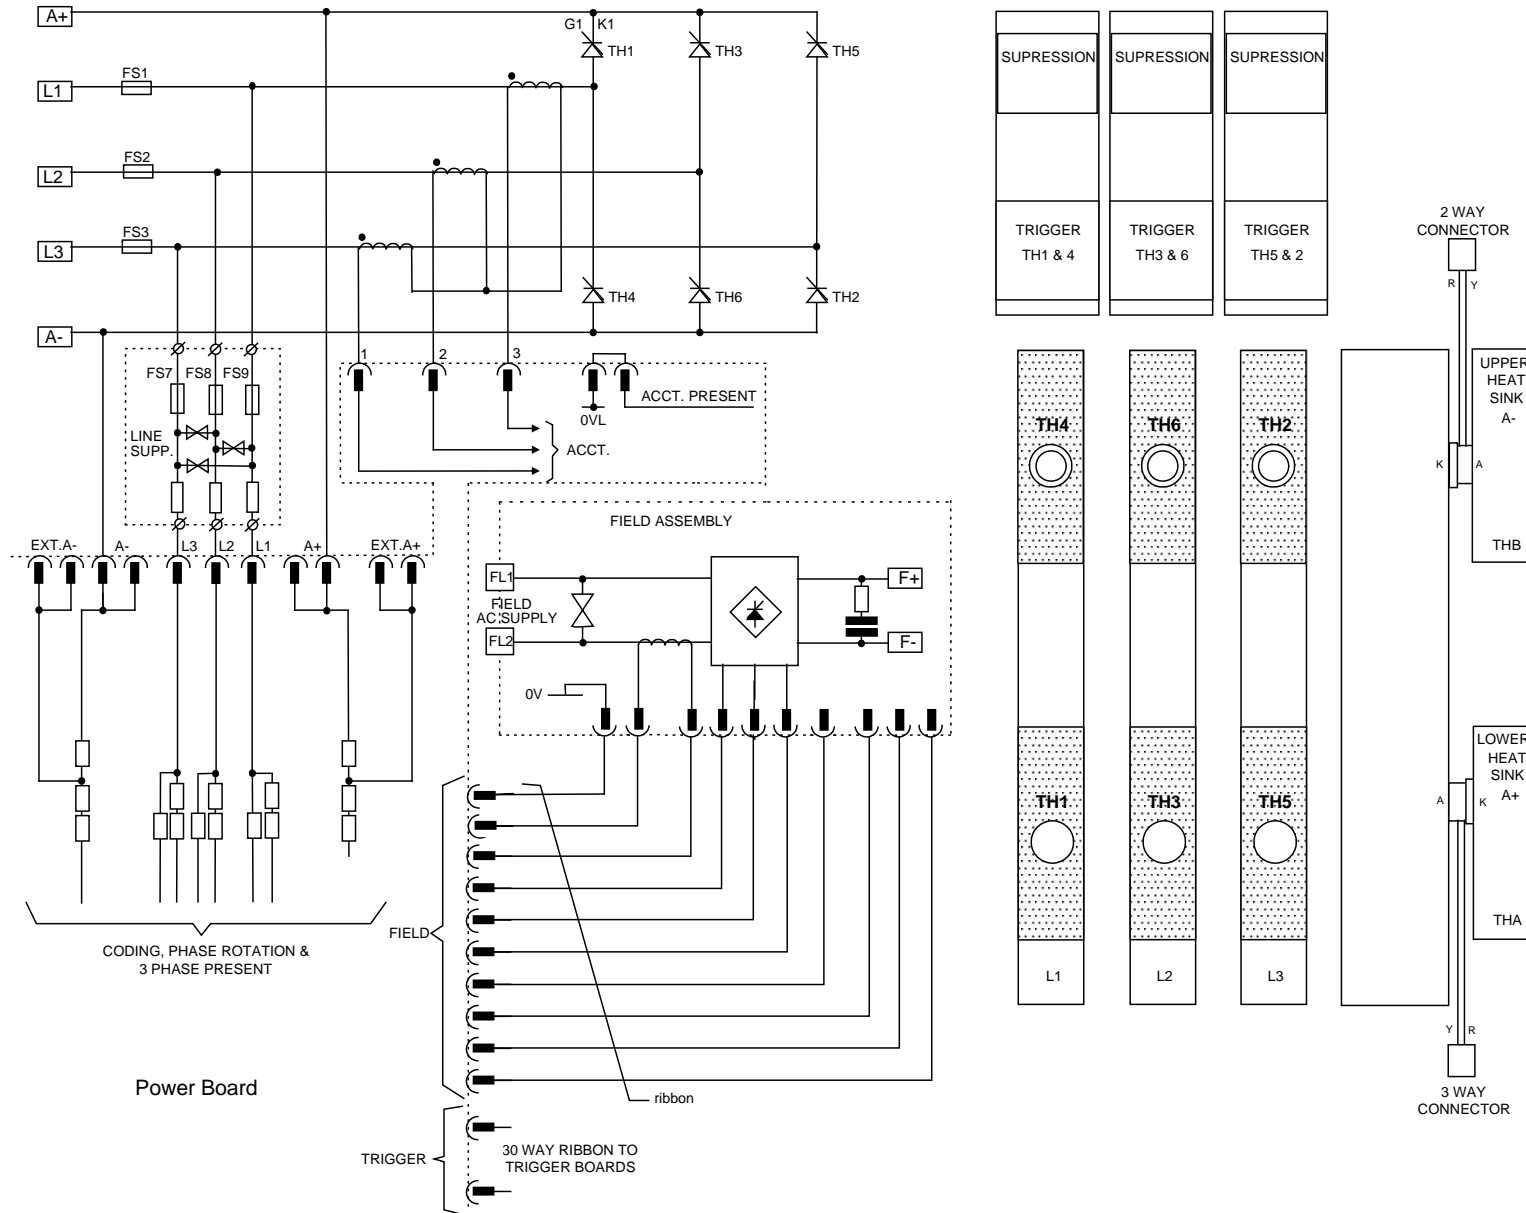 A+
G1 K1
TH1
TH3
TH5
FS1
L1
FS2
L2
FS3
L3
TH4
TH6
TH2
A-
1
2
3
FS7 FS8 FS9
LINE
SUPP.
0VL
ACCT. PRESENT
ACCT.
EXT.A-
A-
L3
L2
L1
A+
EXT.A+
FIELD ASSEMBLY
FL1
FIELD
AC SUPPLY
FL2
F+
F-
0V
CODING, PHASE ROTATION &
3 PHASE PRESENT
FIELD
Power Board
ribbon
TRIGGER
30 WAY RIBBON TO
TRIGGER BOARDS
SUPRESSION
SUPRESSION
SUPRESSION
TRIGGER
TH1 & 4
TRIGGER
TH3 & 6
TRIGGER
TH5 & 2
2 WAY
CONNECTOR
R Y
UPPER
HEAT
SINK
A-
K
A
THB
TH4
TH6
TH2
TH1
TH3
TH5
L1
L2
L3
LOWER
HEAT
SINK
A+
A
K
THA
Y R
3 WAY
CONNECTOR